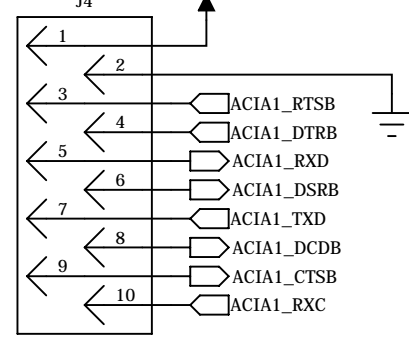 J4
1
2
3 ACIA1_RTSB
4 ACIA1_DTRB
5 ACIA1_RXD
6 ACIA1_DSRB
7 ACIA1_TXD
8 ACIA1_DCDB
9 ACIA1_CTSB
10 ACIA1_RXC